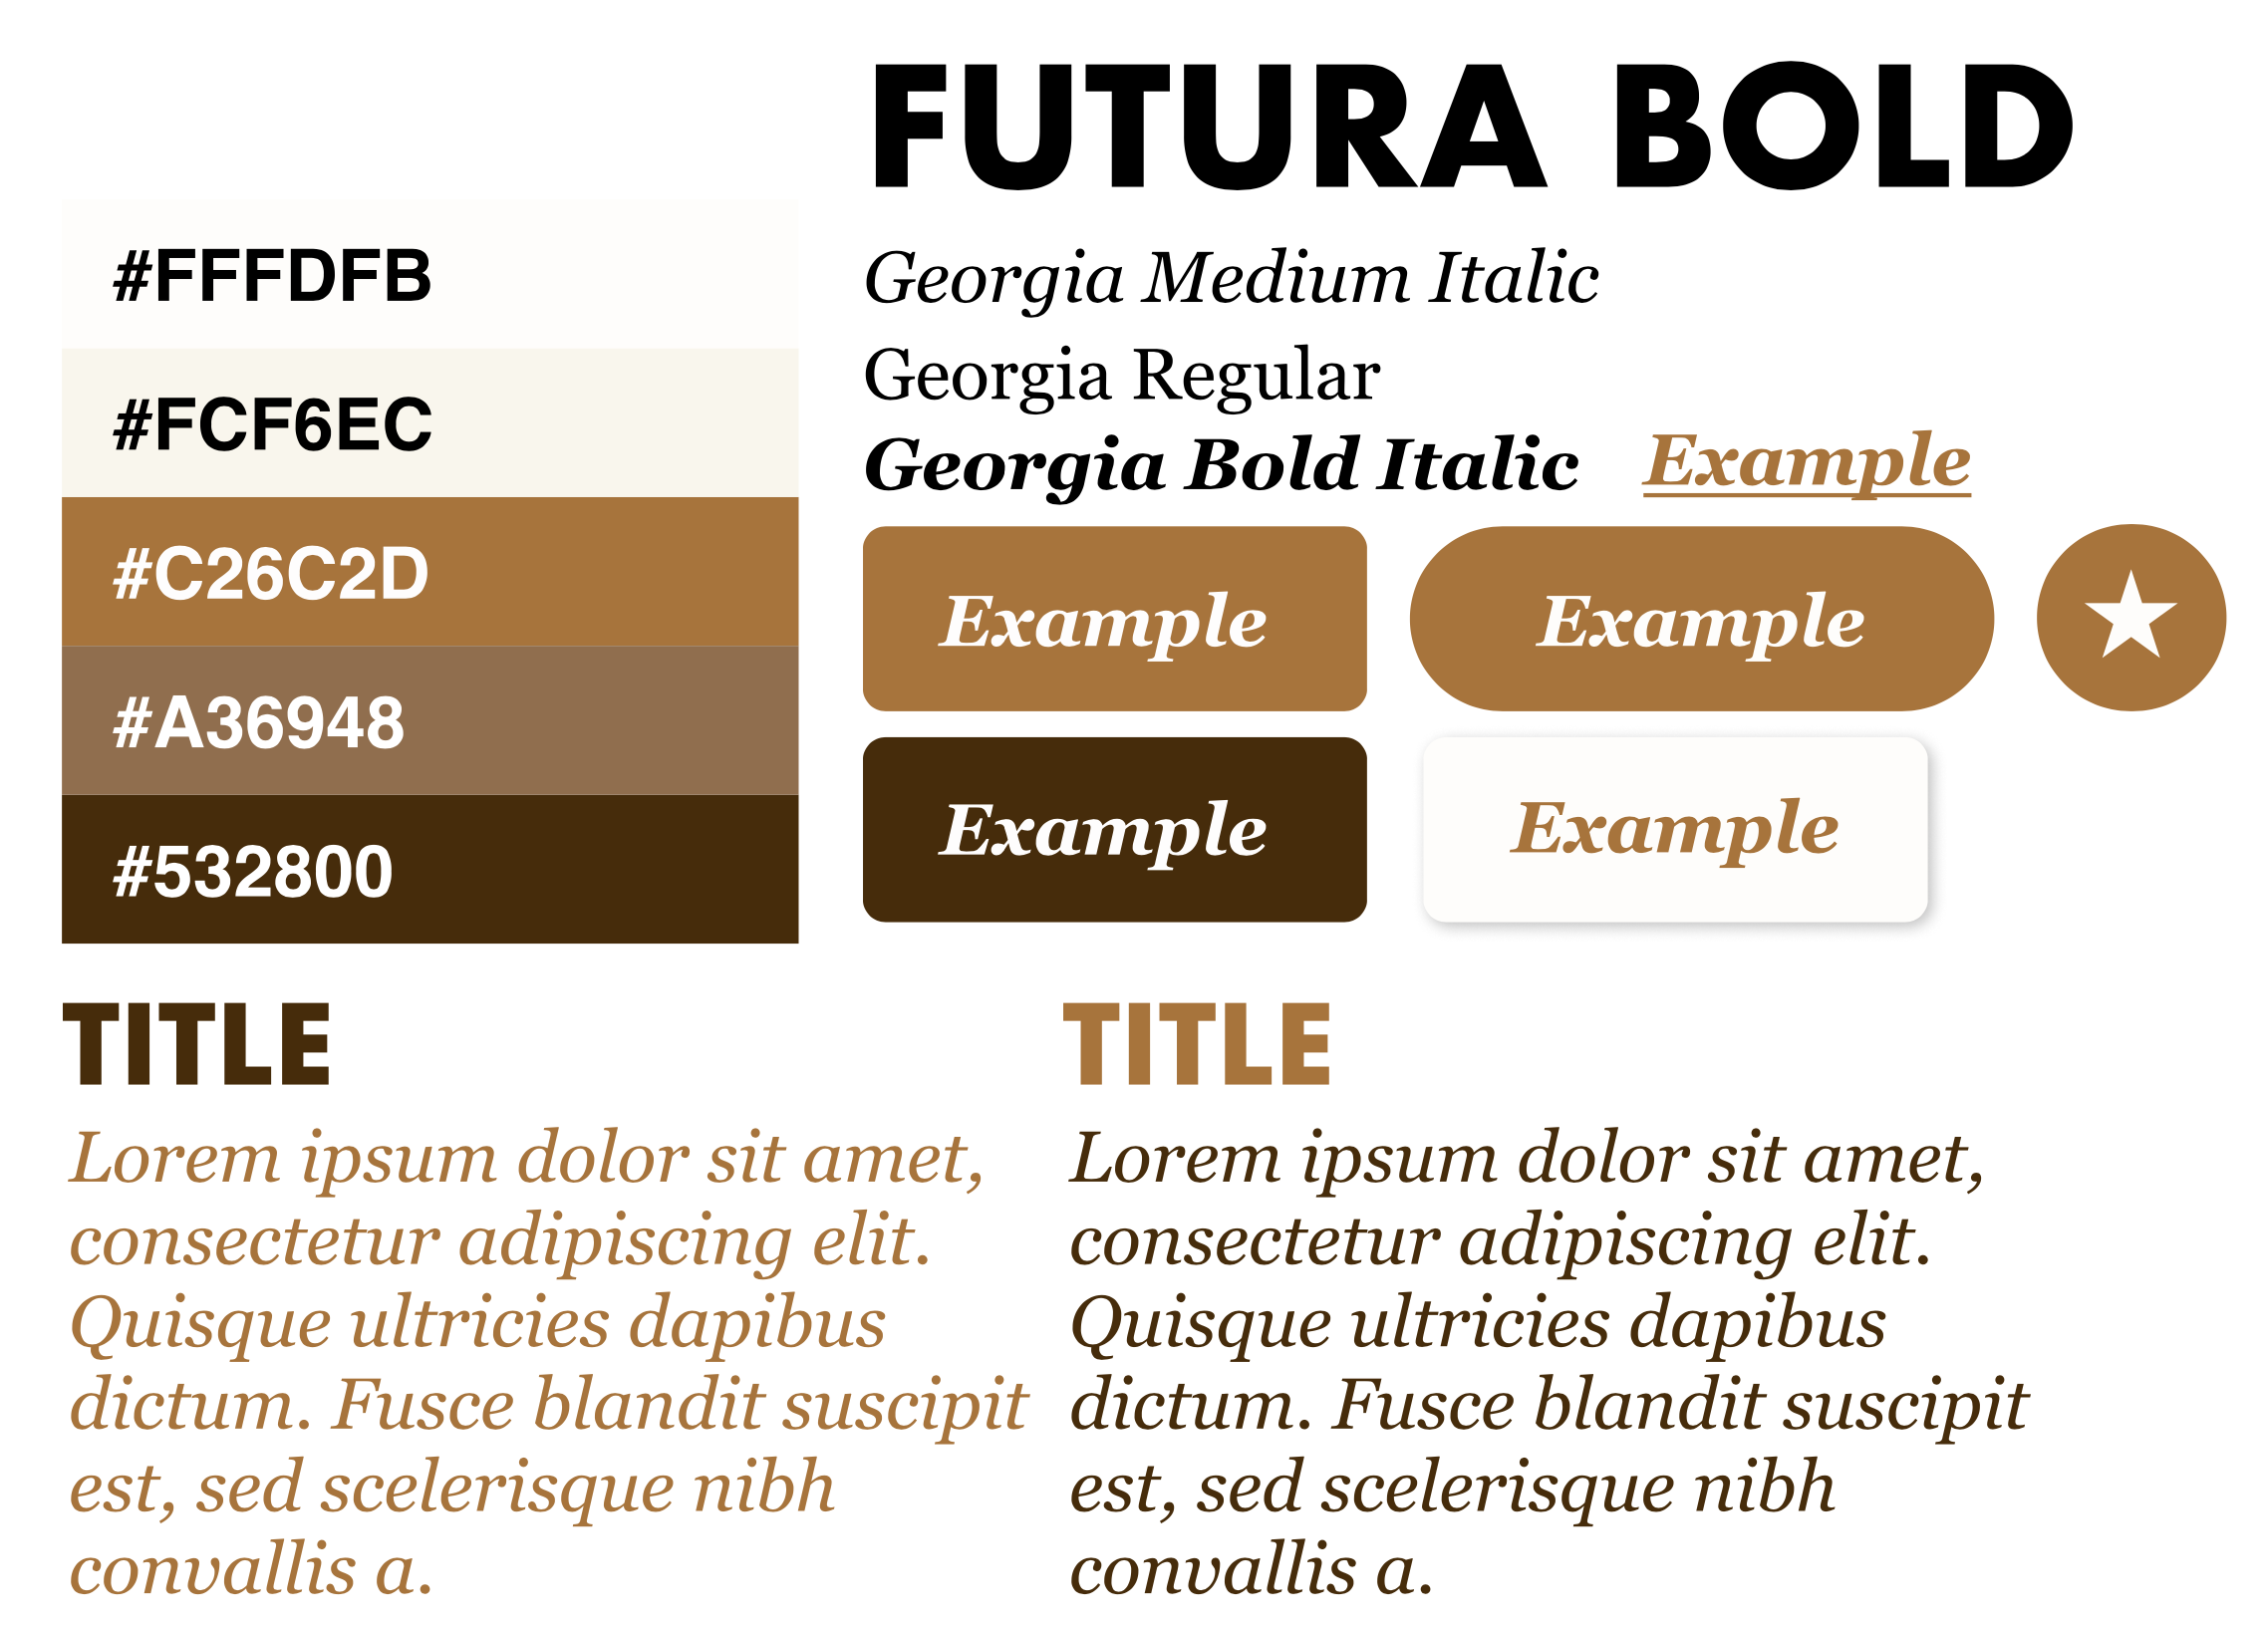 FUTURA BOLD
#FFFDFB
#FCF6EC
#C26C2D
#A36948
#532800
Georgia Medium Italic
Georgia Regular
Georgia Bold Italic
Example
Example
Example
Example
Example
TITLE
Lorem ipsum dolor sit amet,
consectetur adipiscing elit.
Quisque ultricies dapibus
dictum. Fusce blandit suscipit
est, sed scelerisque nibh
convallis a.
TITLE
Lorem ipsum dolor sit amet,
consectetur adipiscing elit.
Quisque ultricies dapibus
dictum. Fusce blandit suscipit
est, sed scelerisque nibh
convallis a.